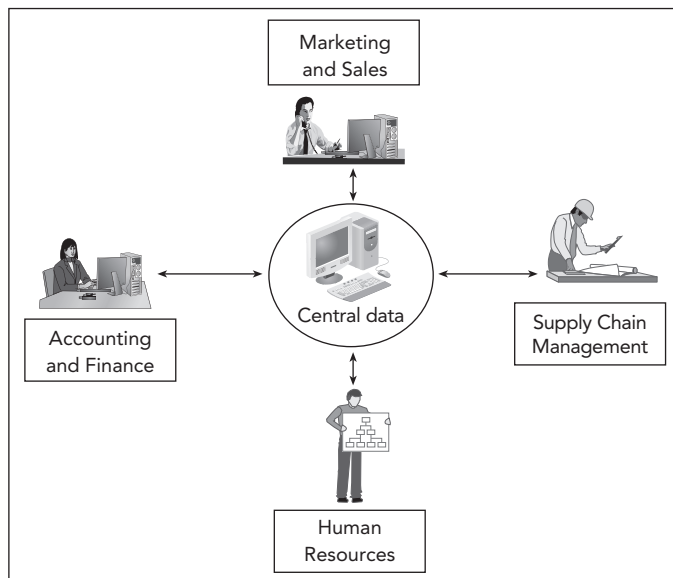 Marketing
and Sales
Central data
Accounting
and Finance
Supply Chain
Management
Human
Resources